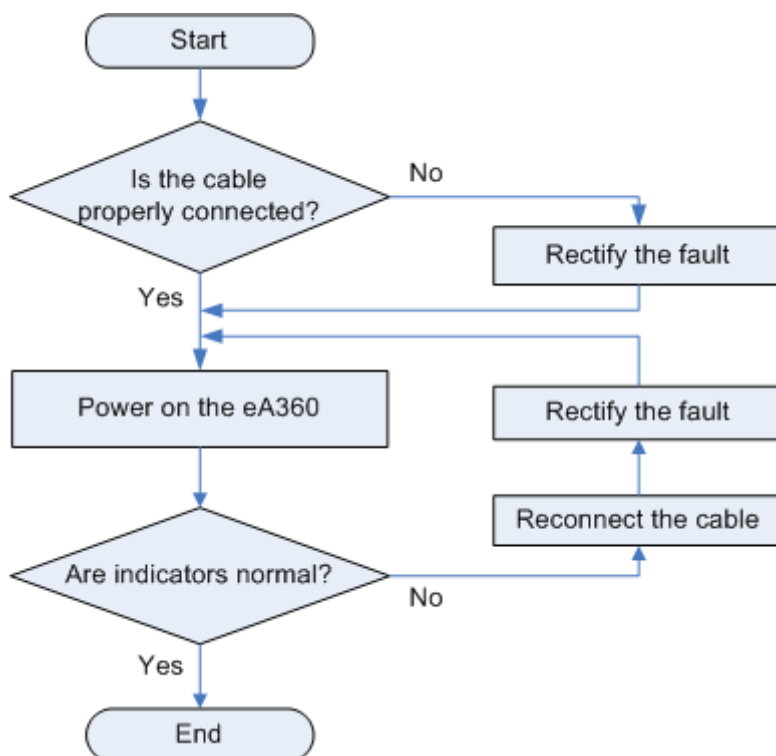 Start
Is the cable
properly connected?
No
Rectify the fault
Yes
Power on the eA360
Rectify the fault
Reconnect the cable
Are indicators normal?
No
Yes
End